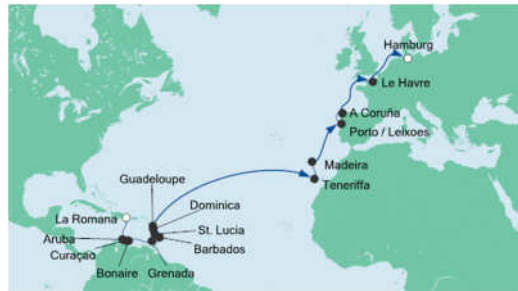 Hamburg
Le Havre
A Coruña
Porto / Leixoes
Madeira
Teneriffa
Guadeloupe
Dominica
St. Lucia
Barbados
La Romana
Aruba
Curaçao
Bonaire
Grenada